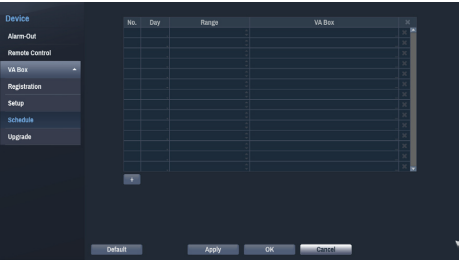 Device
Alarm-Out
Remote Control
VA Box
Registration
Setup
Schedule
Upgrade
No. Day Range VA Box
+
Default Apply OK Cancel